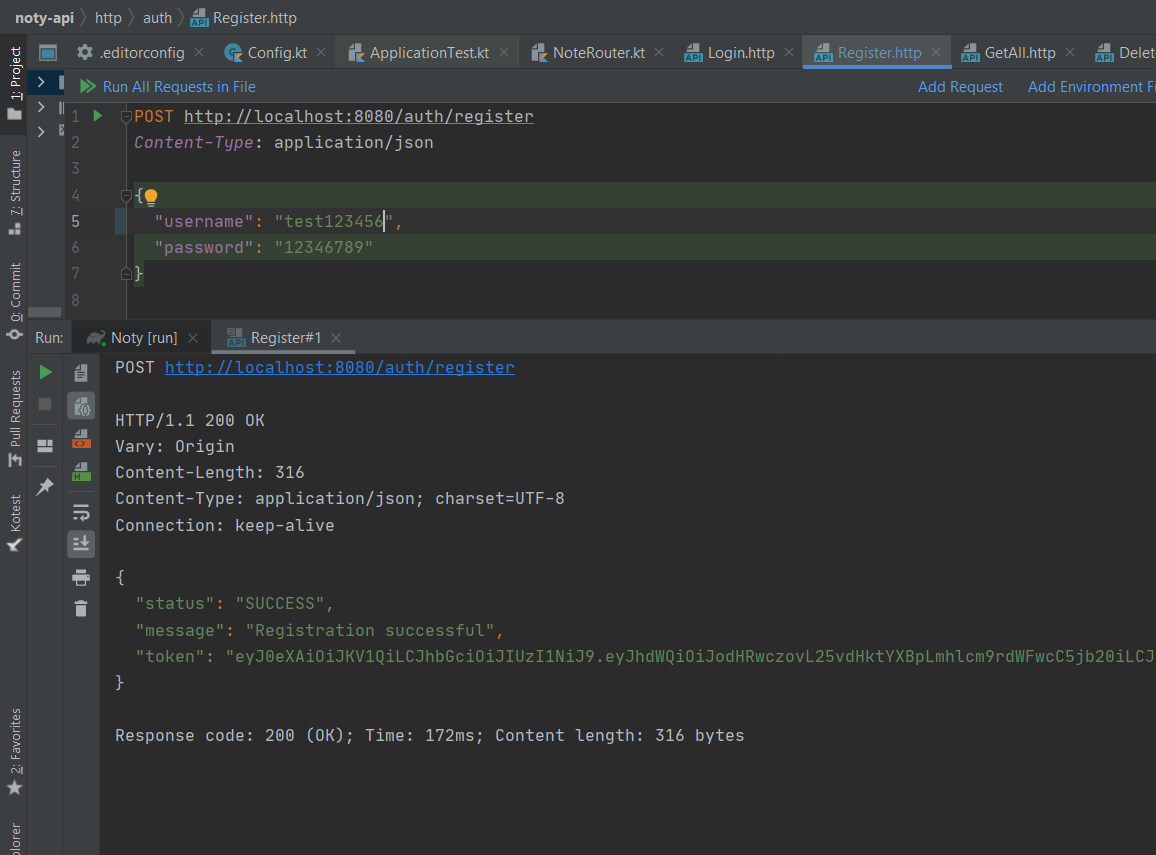 noty-api > http > auth > Register.http
.editorconfig Config.kt ApplicationTest.kt NoteRouter.kt Login.http Register.http GetAll.http Delet
Run All Requests in File Add Request Add Environment Fi
1 POST http://localhost:8080/auth/register
2 Content-Type: application/json
3
4 {
5 "username": "test123456",
6 "password": "12346789"
7 }
8
Run: Noty [run] Register#1
POST http://localhost:8080/auth/register
HTTP/1.1 200 OK
Vary: Origin
Content-Length: 316
Content-Type: application/json; charset=UTF-8
Connection: keep-alive
{
"status": "SUCCESS",
"message": "Registration successful",
"token": "eyJ0eXAiOiJKV1QiLCJhbGciOiJIUzI1NiJ9.eyJhdWQiOiJodHRwczovL25vdHktYXBpLmhlcm9rdWFwcC5jb20iLCJ
}
Response code: 200 (OK); Time: 172ms; Content length: 316 bytes
1: Project
7: Structure
0: Commit
Pull Requests
Kotest
2: Favorites
plorer